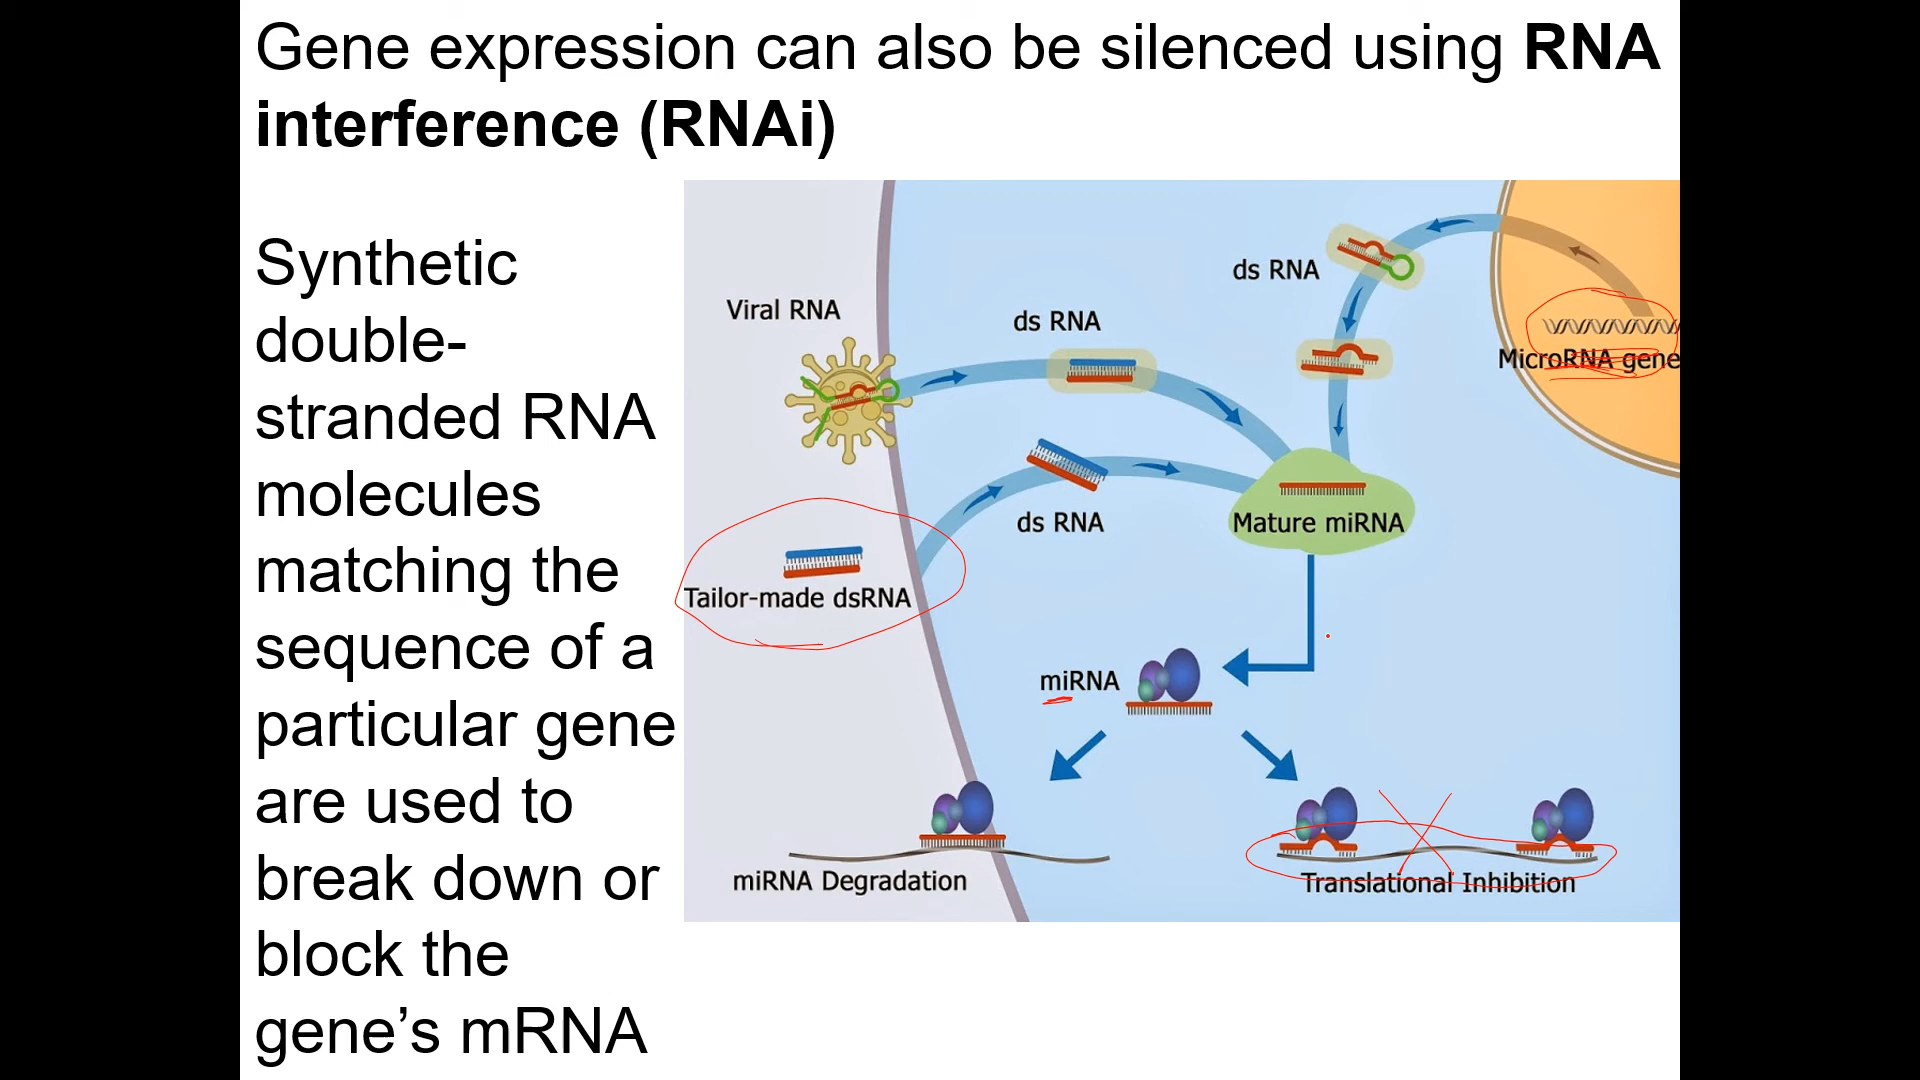 Gene expression can also be silenced using RNA
interference (RNAi)
Synthetic
double-
stranded RNA
molecules
matching the
sequence of a
particular gene
are used to
break down or
block the
gene’s mRNA
Viral RNA
ds RNA
ds RNA
MicroRNA gene
ds RNA
Mature miRNA
Tailor-made dsRNA
miRNA
miRNA Degradation
Translational Inhibition